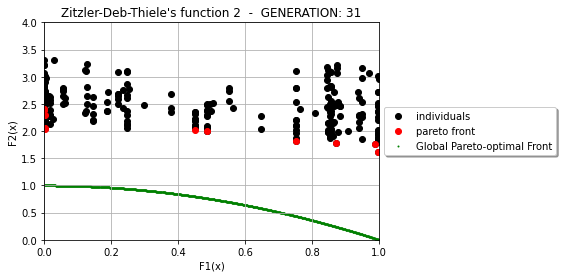 Zitzler-Deb-Thiele's function 2 - GENERATION: 31
4.0
3.5
3.0
2.5
2.0
1.5
1.0
0.5
0.0
F2(x)
0.0 0.2 0.4 0.6 0.8 1.0
F1(x)
individuals
pareto front
Global Pareto-optimal Front